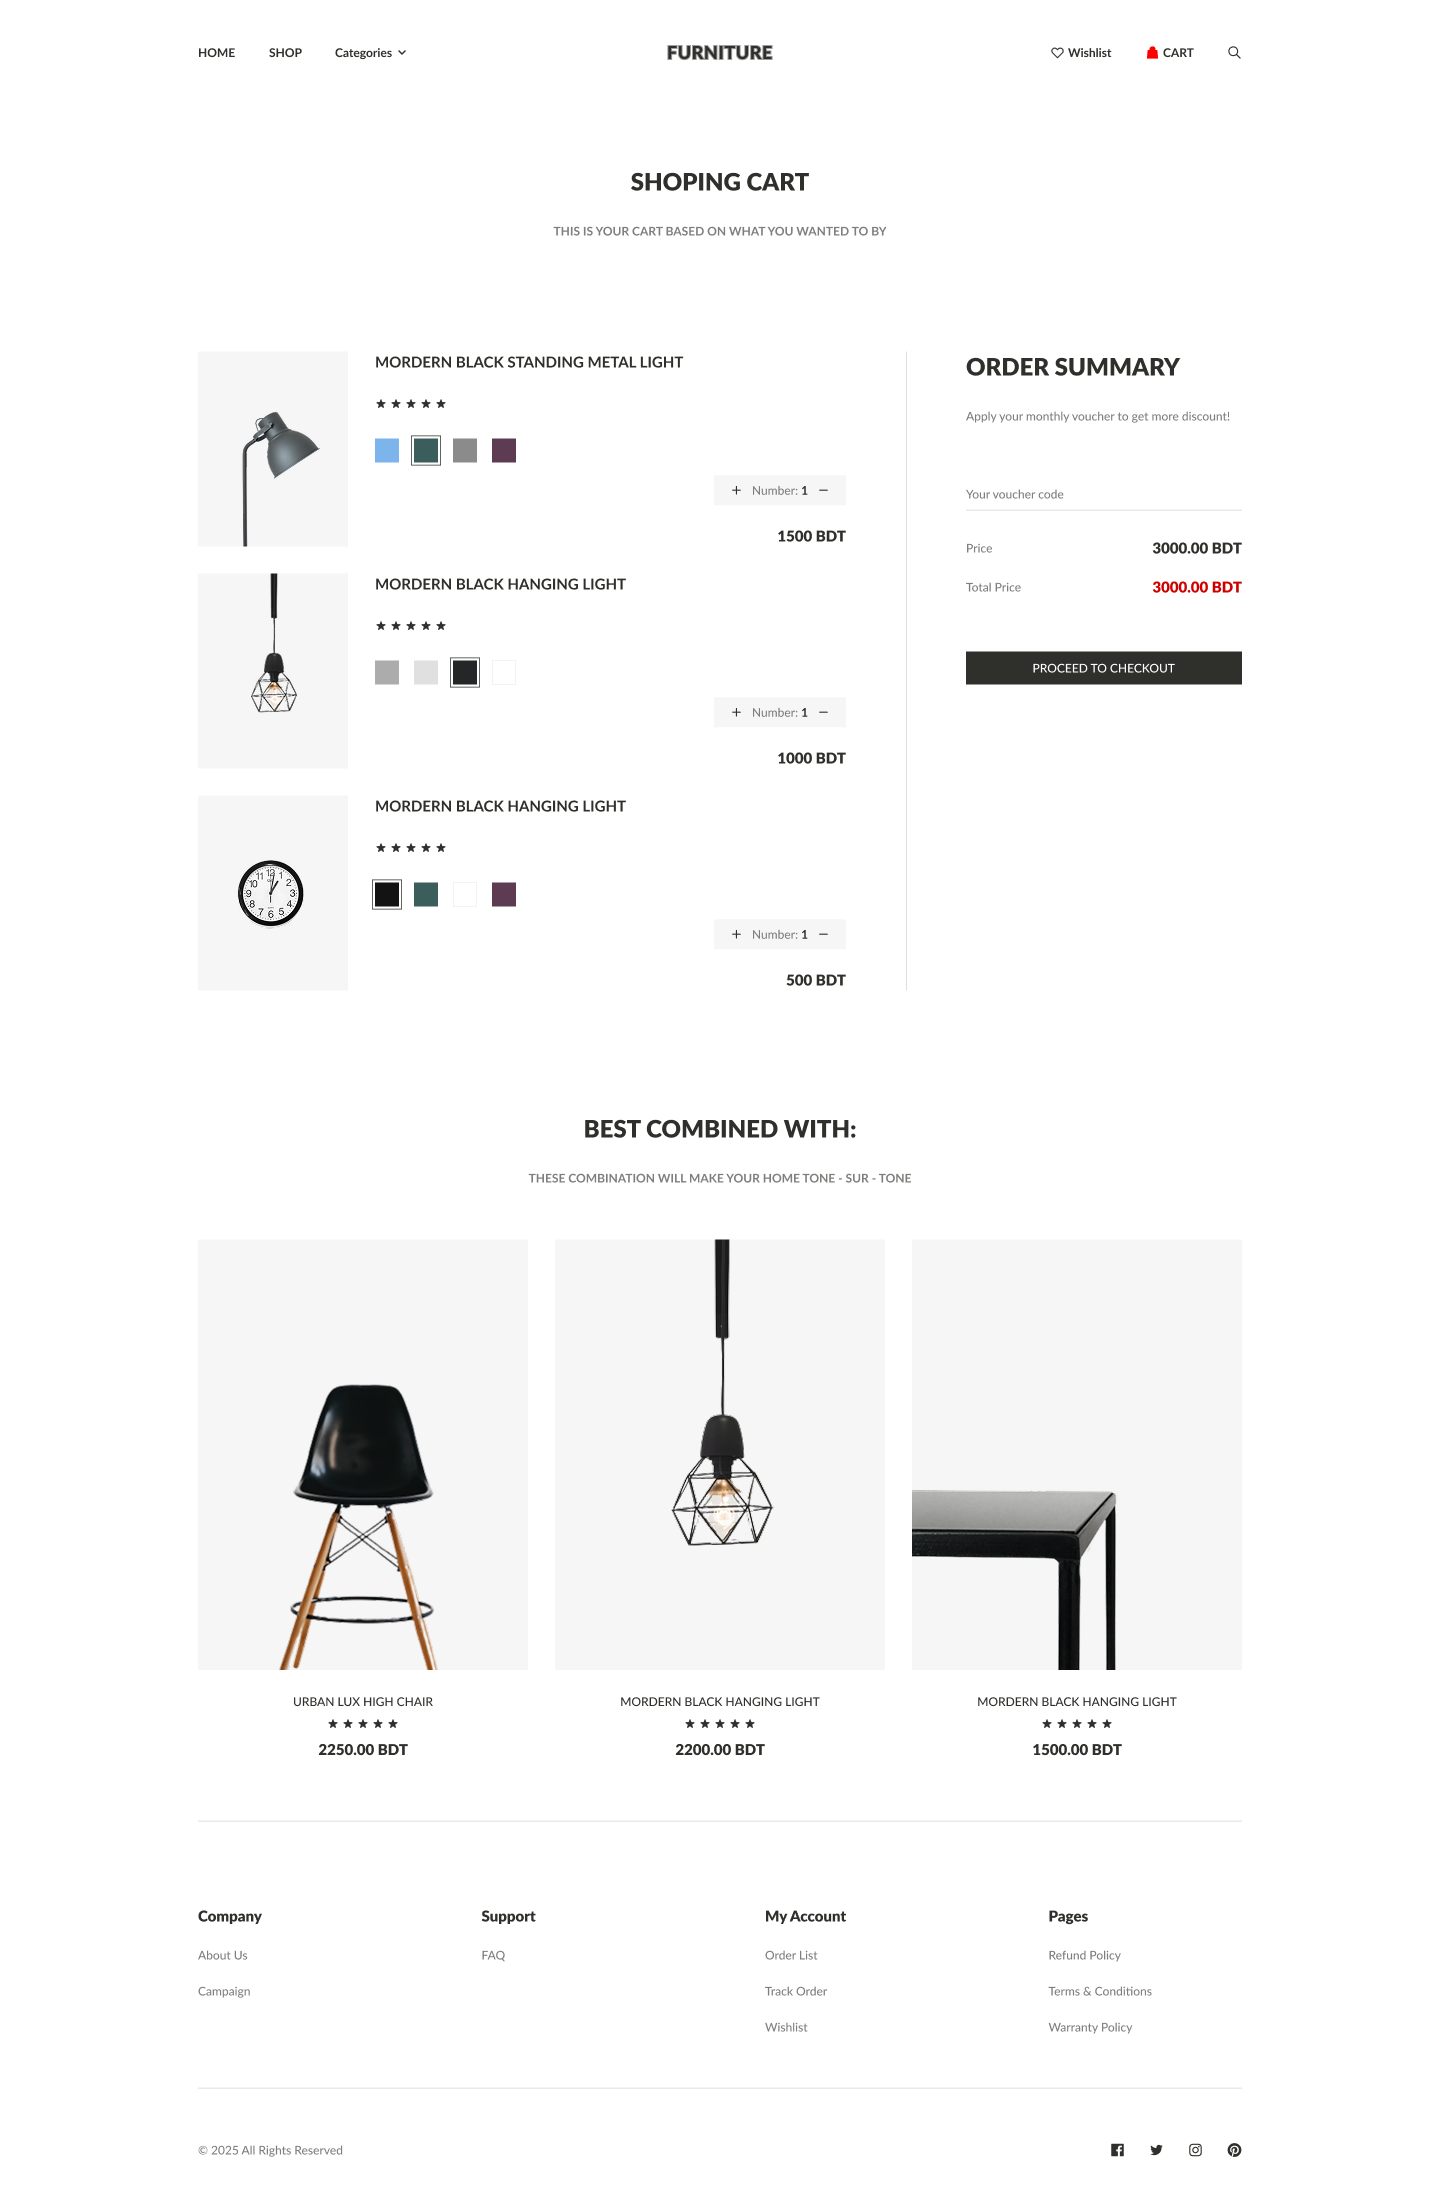 HOME SHOP Categories FURNITURE Wishlist CART
SHOPING CART
THIS IS YOUR CART BASED ON WHAT YOU WANTED TO BY
MORDERN BLACK STANDING METAL LIGHT
+ Number: 1 −
1500 BDT
MORDERN BLACK HANGING LIGHT
+ Number: 1 −
1000 BDT
MORDERN BLACK HANGING LIGHT
+ Number: 1 −
500 BDT
ORDER SUMMARY
Apply your monthly voucher to get more discount!
Your voucher code
Price 3000.00 BDT
Total Price 3000.00 BDT
PROCEED TO CHECKOUT
BEST COMBINED WITH:
THESE COMBINATION WILL MAKE YOUR HOME TONE - SUR - TONE
URBAN LUX HIGH CHAIR
2250.00 BDT
MORDERN BLACK HANGING LIGHT
2200.00 BDT
MORDERN BLACK HANGING LIGHT
1500.00 BDT
Company
About Us
Campaign
Support
FAQ
My Account
Order List
Track Order
Wishlist
Pages
Refund Policy
Terms & Conditions
Warranty Policy
© 2025 All Rights Reserved